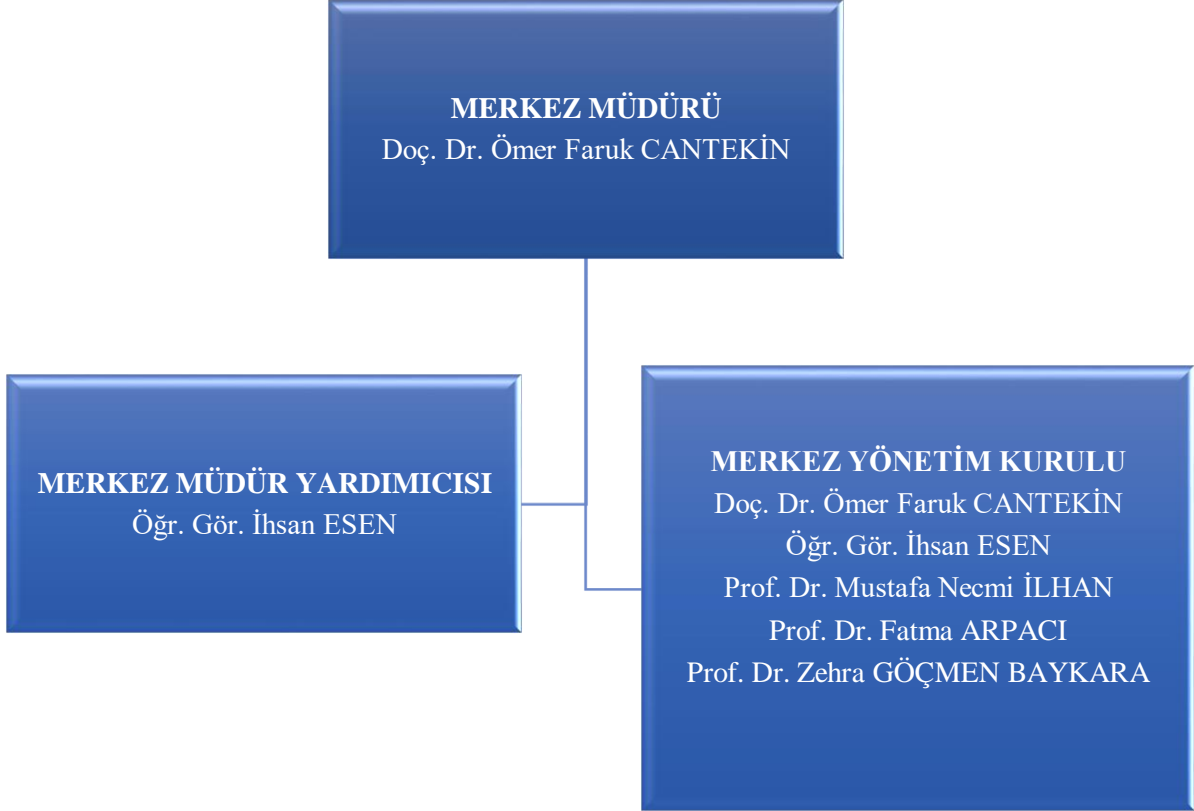 MERKEZ MÜDÜRÜ
Doç. Dr. Ömer Faruk CANTEKİN
MERKEZ MÜDÜR YARDIMICISI
Öğr. Gör. İhsan ESEN
MERKEZ YÖNETİM KURULU
Doç. Dr. Ömer Faruk CANTEKİN
Öğr. Gör. İhsan ESEN
Prof. Dr. Mustafa Necmi İLHAN
Prof. Dr. Fatma ARPACI
Prof. Dr. Zehra GÖÇMEN BAYKARA